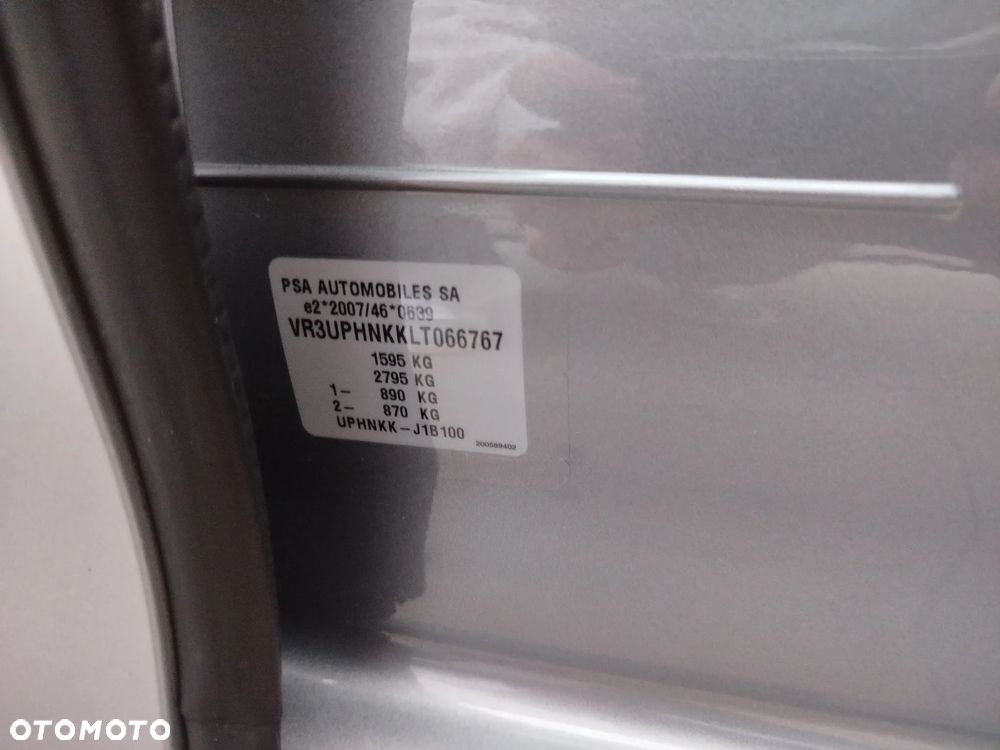 PSA AUTOMOBILES SA
e2*2007/46*0639
VR3UPHNKKLT066767
1595 KG
2795 KG
1- 890 KG
2- 870 KG
UPHNKK-J1B100
200589402
OTOMOTO